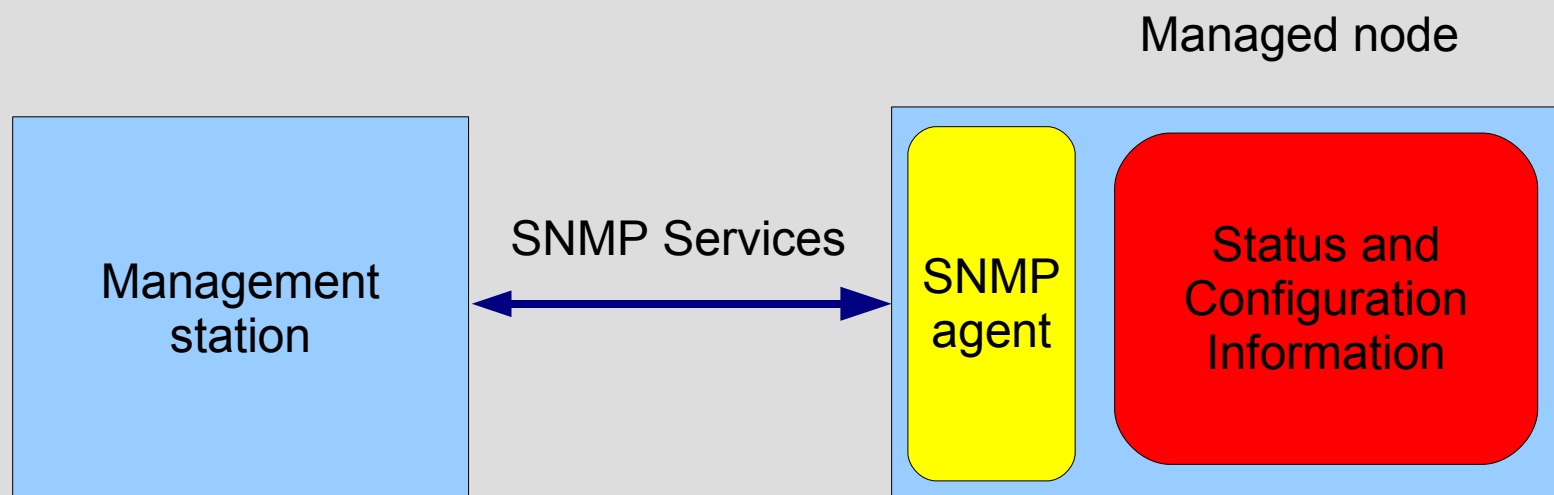 Managed node
Management
station
SNMP Services
SNMP
agent
Status and
Configuration
Information